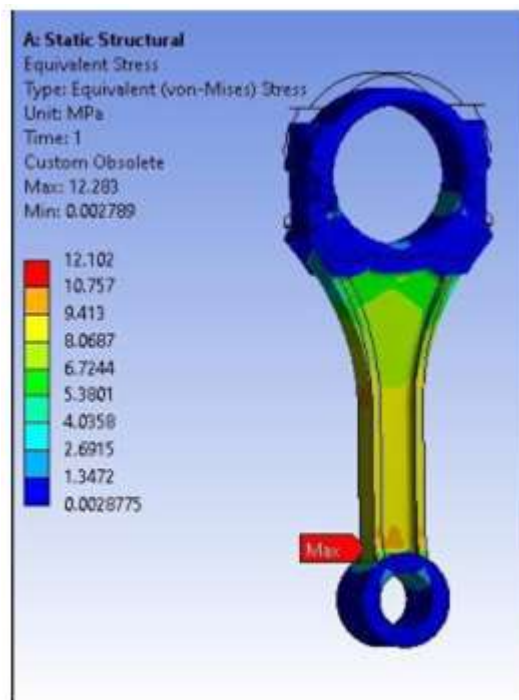 A: Static Structural
Equivalent Stress
Type: Equivalent (von-Mises) Stress
Unit: MPa
Time: 1
Custom Obsolete
Max: 12.283
Min: 0.002789
12.102
10.757
9.413
8.0687
6.7244
5.3801
4.0358
2.6915
1.3472
0.0028775
Max